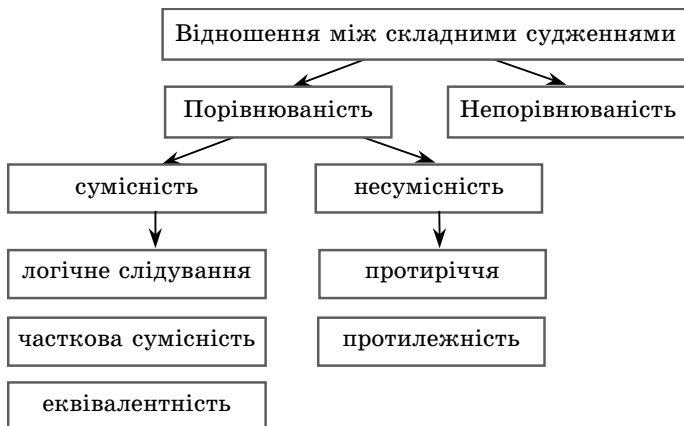 Відношення між складними судженнями
Порівнюваність
Непорівнюваність
сумісність
несумісність
логічне слідування
протиріччя
часткова сумісність
протилежність
еквівалентність